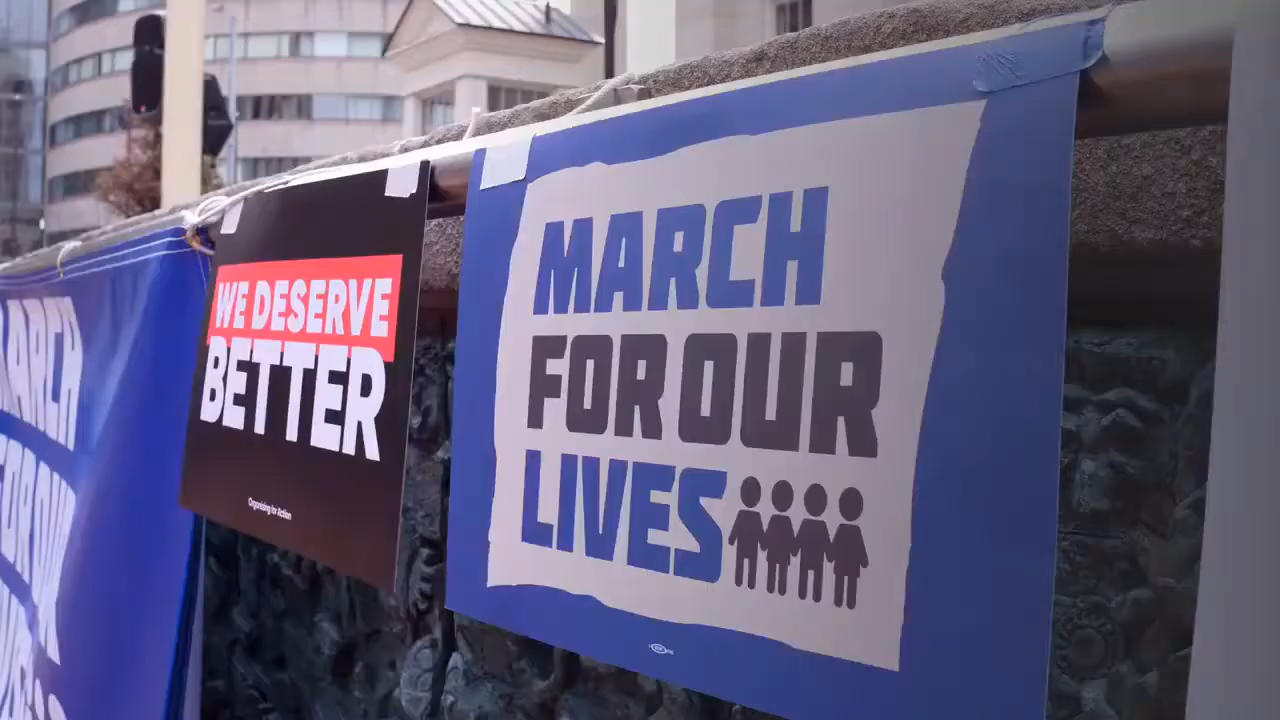 WE DESERVE
BETTER
Organizing for Action
MARCH
FOR OUR
LIVES